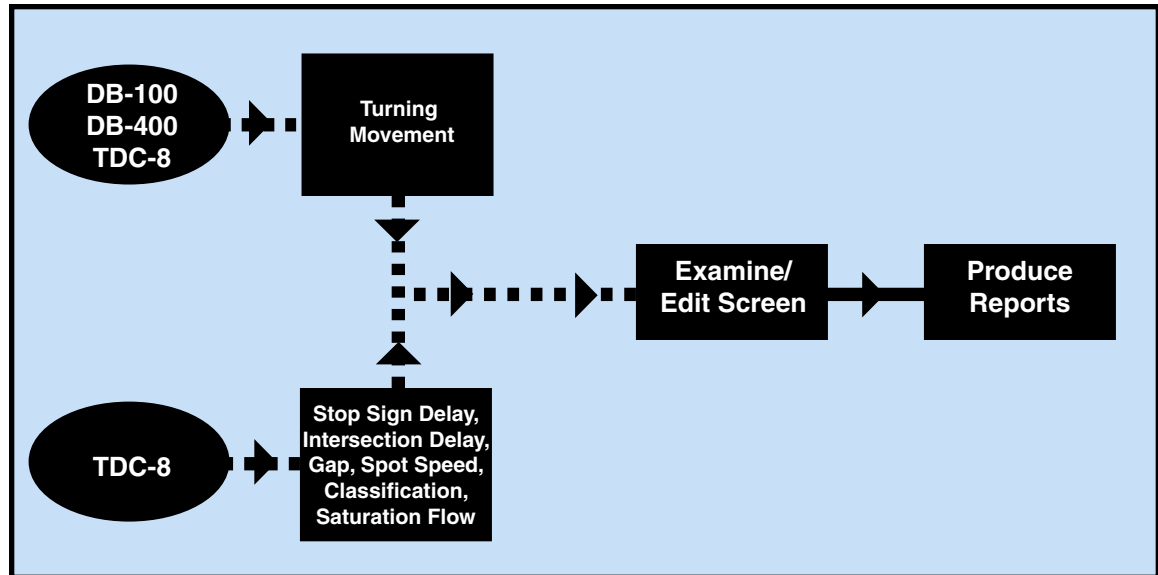 DB-100
DB-400
TDC-8
Turning
Movement
Examine/
Edit Screen
Produce
Reports
TDC-8
Stop Sign Delay,
Intersection Delay,
Gap, Spot Speed,
Classification,
Saturation Flow